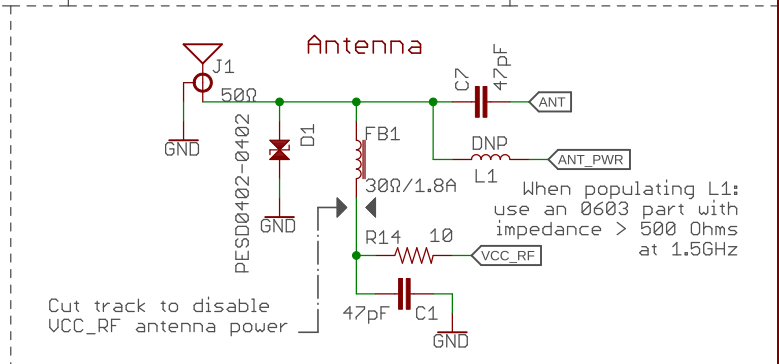 Antenna
J1
50Ω
GND
PESD0402-0402
D1
GND
FB1
30Ω/1.8A
C7
47pF
ANT
DNP
L1
ANT_PWR
When populating L1:
use an 0603 part with
impedance > 500 Ohms
at 1.5GHz
R14
10
VCC_RF
47pF
C1
GND
Cut track to disable
VCC_RF antenna power